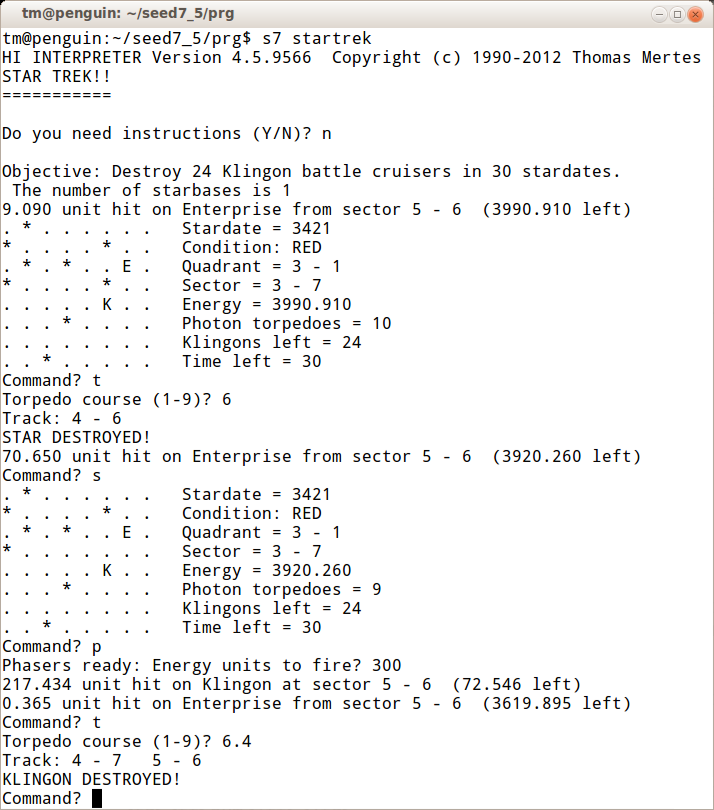 tm@penguin: ~/seed7_5/prg
tm@penguin:~/seed7_5/prg$ s7 startrek
HI INTERPRETER Version 4.5.9566  Copyright (c) 1990-2012 Thomas Mertes
STAR TREK!!
===========
Do you need instructions (Y/N)? n
Objective: Destroy 24 Klingon battle cruisers in 30 stardates.
 The number of starbases is 1
9.090 unit hit on Enterprise from sector 5 - 6  (3990.910 left)
. * . . . . . .   Stardate = 3421
* . . . . * . .   Condition: RED
. * . * . . E .   Quadrant = 3 - 1
* . . . . * . .   Sector = 3 - 7
. . . . . K . .   Energy = 3990.910
. . . * . . . .   Photon torpedoes = 10
. . . . . . . .   Klingons left = 24
. . * . . . . .   Time left = 30
Command? t
Torpedo course (1-9)? 6
Track: 4 - 6
STAR DESTROYED!
70.650 unit hit on Enterprise from sector 5 - 6  (3920.260 left)
Command? s
. * . . . . . .   Stardate = 3421
* . . . . * . .   Condition: RED
. * . * . . E .   Quadrant = 3 - 1
* . . . . . . .   Sector = 3 - 7
. . . . . K . .   Energy = 3920.260
. . . * . . . .   Photon torpedoes = 9
. . . . . . . .   Klingons left = 24
. . * . . . . .   Time left = 30
Command? p
Phasers ready: Energy units to fire? 300
217.434 unit hit on Klingon at sector 5 - 6  (72.546 left)
0.365 unit hit on Enterprise from sector 5 - 6  (3619.895 left)
Command? t
Torpedo course (1-9)? 6.4
Track: 4 - 7   5 - 6
KLINGON DESTROYED!
Command?